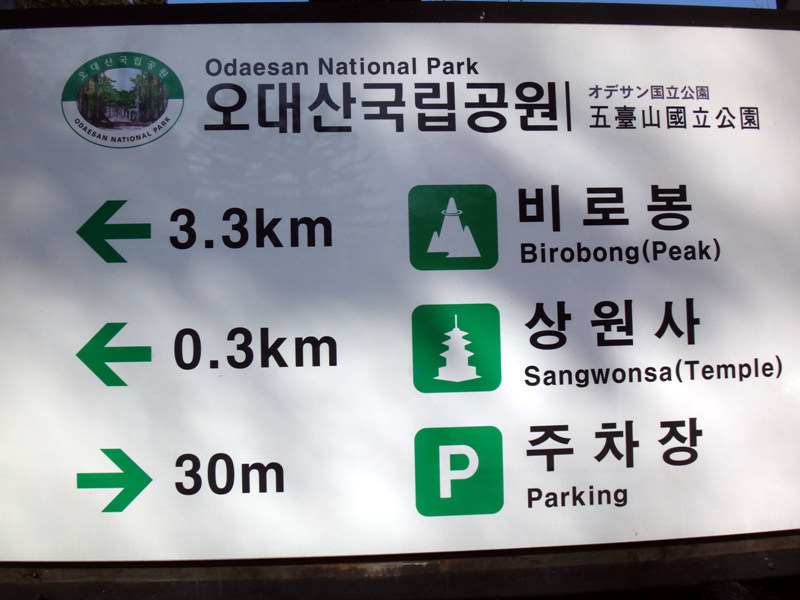 오대산국립공원
ODAESAN NATIONAL PARK
Odaesan National Park
오대산국립공원
オデサン国立公園
五臺山國立公園
3.3km
비로봉
Birobong(Peak)
0.3km
상원사
Sangwonsa(Temple)
30m
P
주차장
Parking